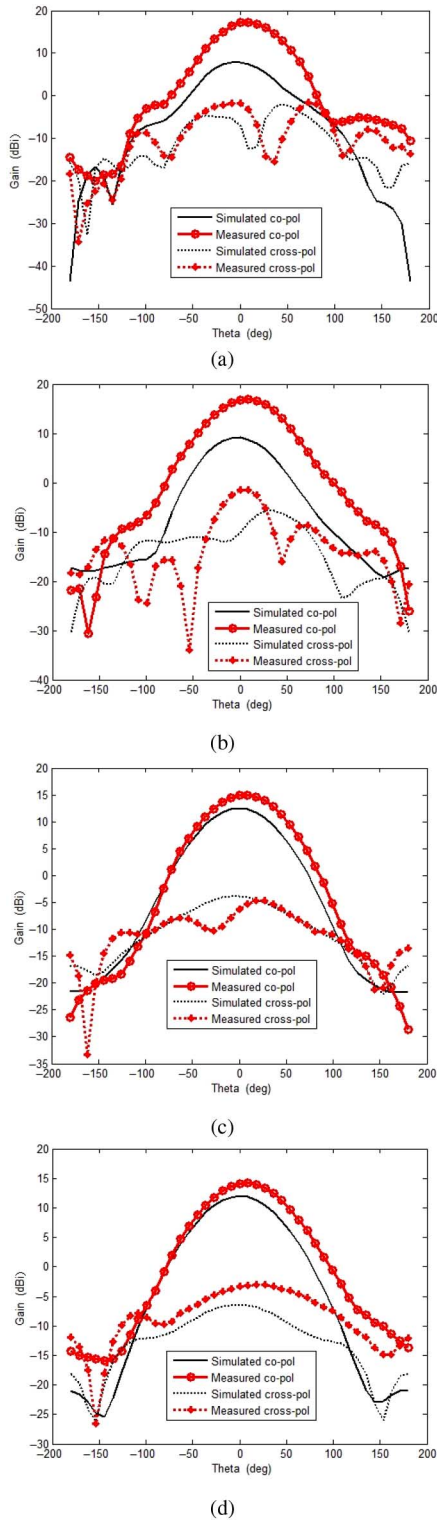 20
10
0
−10
−20
−30
−40
−50
Gain (dBi)
Simulated co-pol
Measured co-pol
Simulated cross-pol
Measured cross-pol
−200 −150 −100 −50 0 50 100 150 200
Theta (deg)
(a)
20
10
0
−10
−20
−30
−40
Gain (dBi)
Simulated co-pol
Measured co-pol
Simulated cross-pol
Measured cross-pol
−200 −150 −100 −50 0 50 100 150 200
Theta (deg)
(b)
20
15
10
5
0
−5
−10
−15
−20
−25
−30
−35
Gain (dBi)
Simulated co-pol
Measured co-pol
Simulated cross-pol
Measured cross-pol
−200 −150 −100 −50 0 50 100 150 200
Theta (deg)
(c)
20
15
10
5
0
−5
−10
−15
−20
−25
−30
Gain (dBi)
Simulated co-pol
Measured co-pol
Simulated cross-pol
Measured cross-pol
−200 −150 −100 −50 0 50 100 150 200
Theta (deg)
(d)